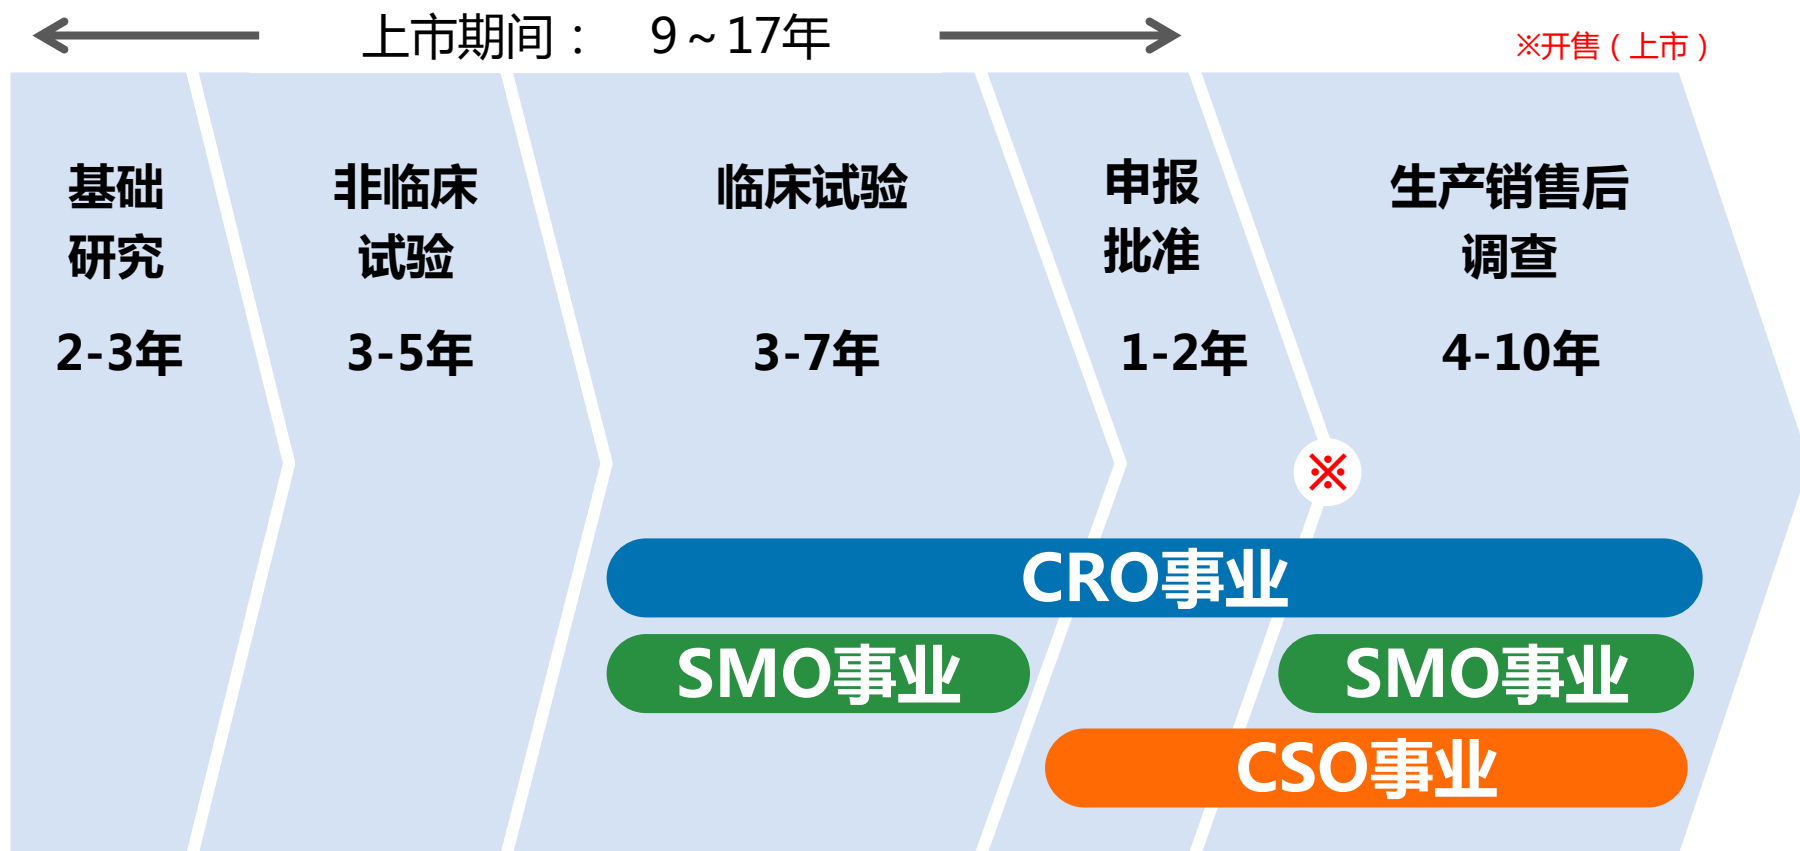 上市期间： 9～17年
※开售（上市）
基础
研究
2-3年
非临床
试验
3-5年
临床试验
3-7年
申报
批准
1-2年
生产销售后
调查
4-10年
※
CRO事业
SMO事业
SMO事业
CSO事业